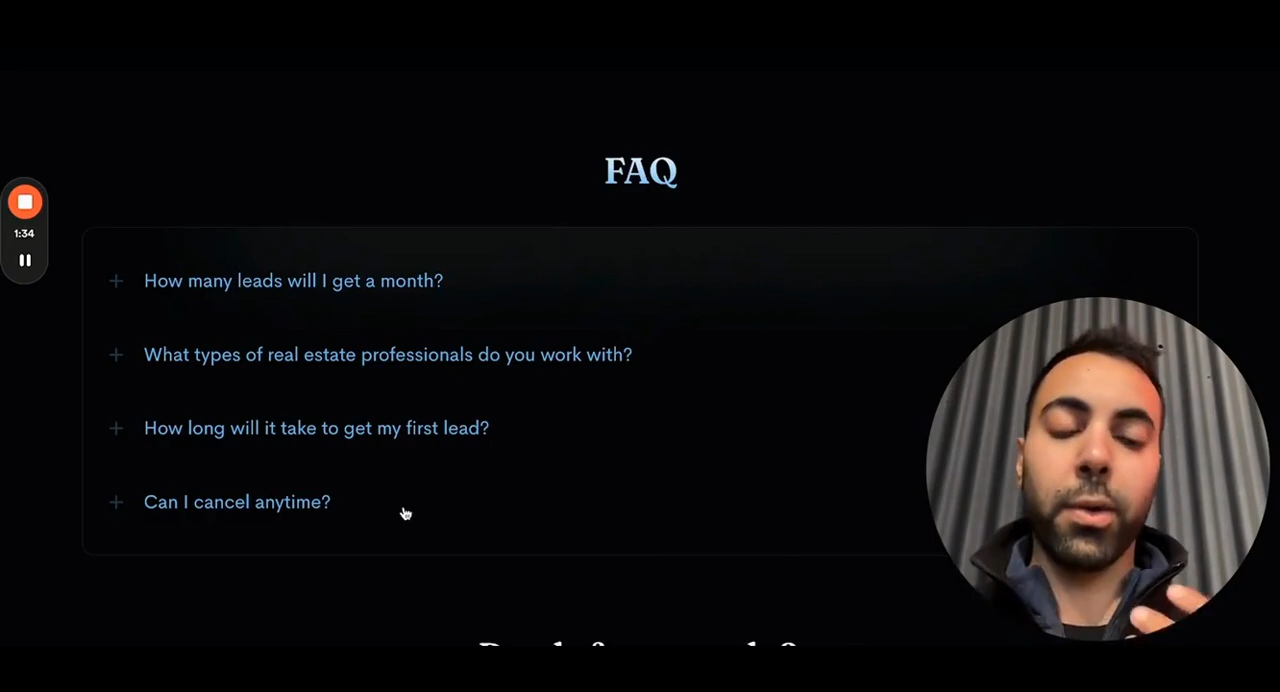 FAQ
1:34
How many leads will I get a month?
What types of real estate professionals do you work with?
How long will it take to get my first lead?
Can I cancel anytime?